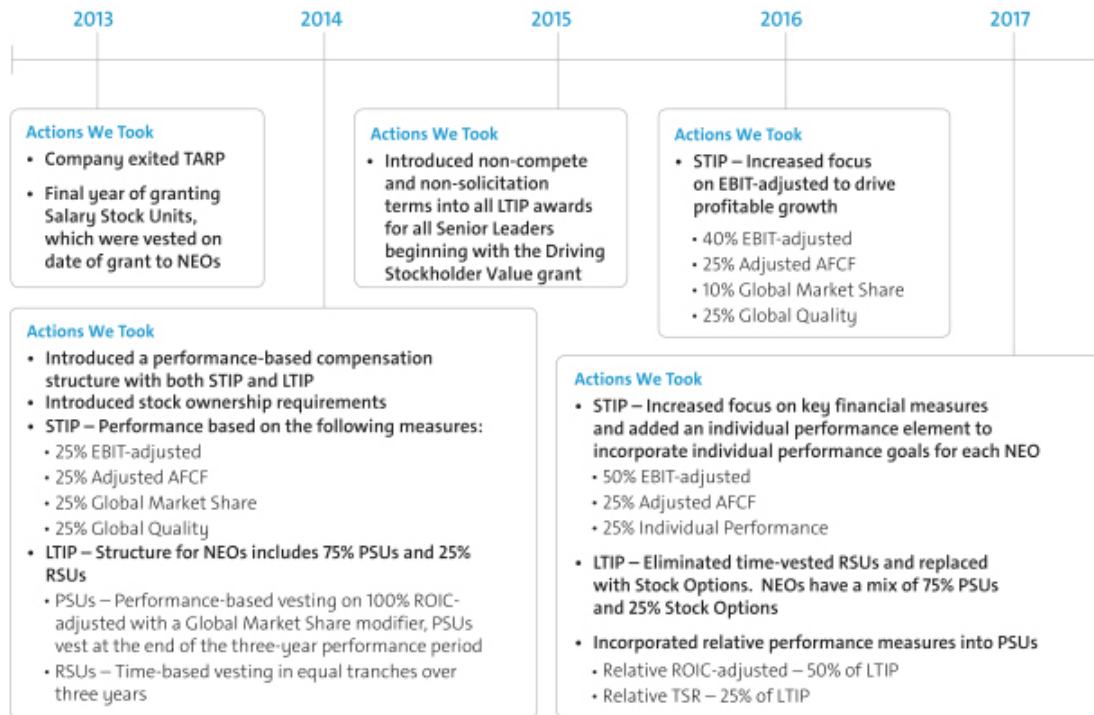 2013
2014
2015
2016
2017
Actions We Took
• Company exited TARP
• Final year of granting
Salary Stock Units,
which were vested on
date of grant to NEOs
Actions We Took
• Introduced a performance-based compensation
structure with both STIP and LTIP
• Introduced stock ownership requirements
• STIP – Performance based on the following measures:
• 25% EBIT-adjusted
• 25% Adjusted AFCF
• 25% Global Market Share
• 25% Global Quality
• LTIP – Structure for NEOs includes 75% PSUs and 25%
RSUs
• PSUs – Performance-based vesting on 100% ROIC-
adjusted with a Global Market Share modifier, PSUs
vest at the end of the three-year performance period
• RSUs – Time-based vesting in equal tranches over
three years
Actions We Took
• Introduced non-compete
and non-solicitation
terms into all LTIP awards
for all Senior Leaders
beginning with the Driving
Stockholder Value grant
Actions We Took
• STIP – Increased focus
on EBIT-adjusted to drive
profitable growth
• 40% EBIT-adjusted
• 25% Adjusted AFCF
• 10% Global Market Share
• 25% Global Quality
Actions We Took
• STIP – Increased focus on key financial measures
and added an individual performance element to
incorporate individual performance goals for each NEO
• 50% EBIT-adjusted
• 25% Adjusted AFCF
• 25% Individual Performance
• LTIP – Eliminated time-vested RSUs and replaced
with Stock Options. NEOs have a mix of 75% PSUs
and 25% Stock Options
• Incorporated relative performance measures into PSUs
• Relative ROIC-adjusted – 50% of LTIP
• Relative TSR – 25% of LTIP